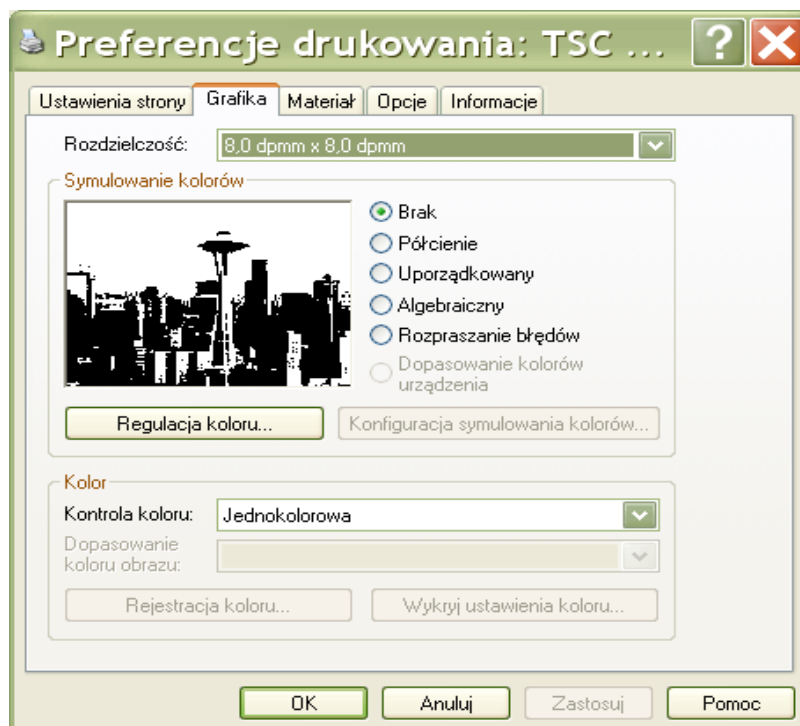 Preferencje drukowania: TSC ...
Ustawienia strony Grafika Materiał Opcje Informacje
Rozdzielczość: 8,0 dpmm x 8,0 dpmm
Symulowanie kolorów
Brak
Półcienie
Uporządkowany
Algebraiczny
Rozpraszanie błędów
Dopasowanie kolorów
urządzenia
Regulacja koloru... Konfiguracja symulowania kolorów...
Kolor
Kontrola koloru: Jednokolorowa
Dopasowanie
koloru obrazu:
Rejestracja koloru... Wykryj ustawienia koloru...
OK Anuluj Zastosuj Pomoc